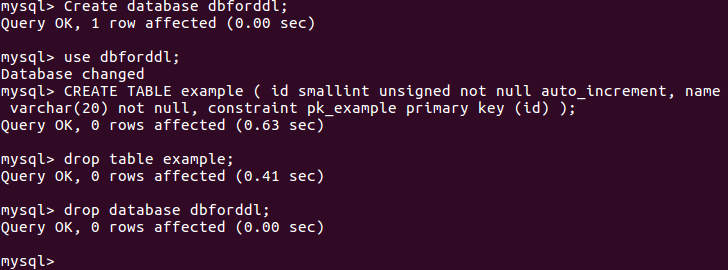 mysql> Create database dbforddl;
Query OK, 1 row affected (0.00 sec)
mysql> use dbforddl;
Database changed
mysql> CREATE TABLE example ( id smallint unsigned not null auto_increment, name
 varchar(20) not null, constraint pk_example primary key (id) );
Query OK, 0 rows affected (0.63 sec)
mysql> drop table example;
Query OK, 0 rows affected (0.41 sec)
mysql> drop database dbforddl;
Query OK, 0 rows affected (0.00 sec)
mysql>